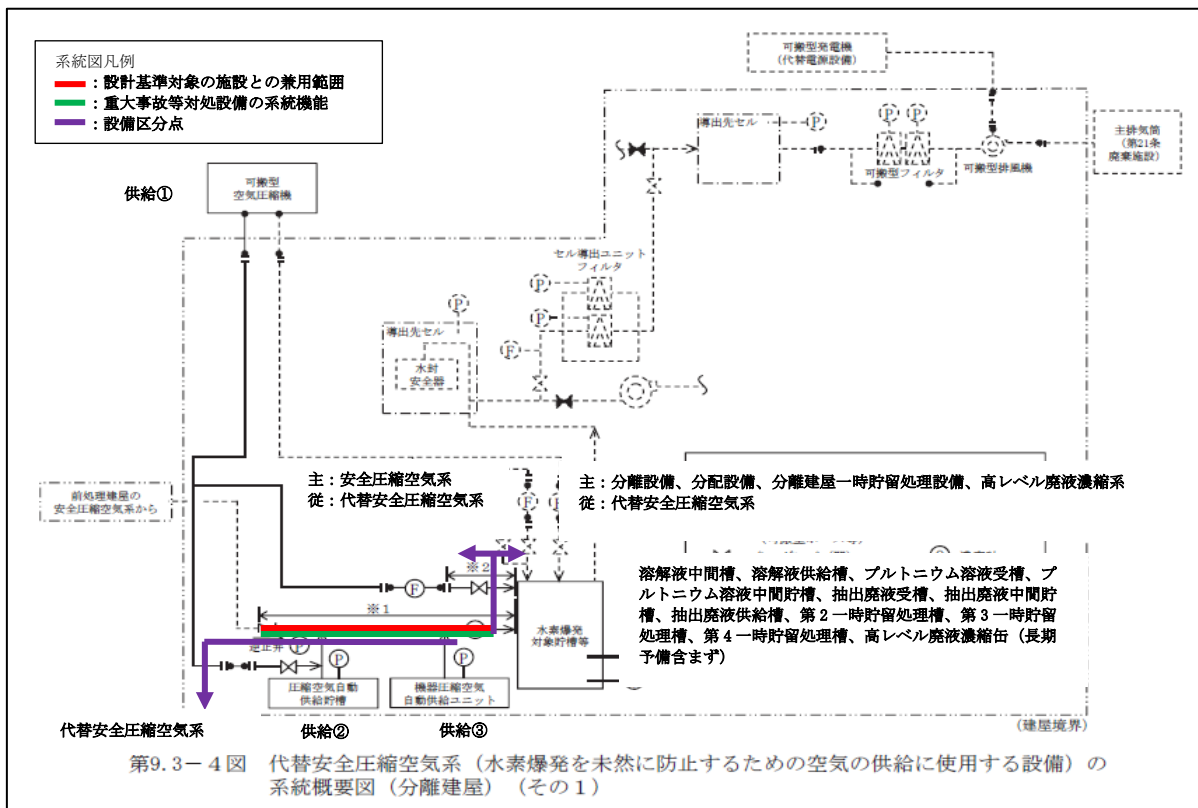 系統図凡例
：設計基準対象の施設との兼用範囲
：重大事故等対処設備の系統機能
：設備区分点
可搬型発電機
(代替電源設備)
導出先セル
P
P
P
主排気筒
(第21条
廃棄施設)
可搬型フィルタ
可搬型排風機
供給①
可搬型
空気圧縮機
セル導出ユニット
フィルタ
P
P
P
F
導出先セル
水封
安全器
主：安全圧縮空気系
従：代替安全圧縮空気系
主：分離設備、分配設備、分離建屋一時貯留処理設備、高レベル廃液濃縮系
従：代替安全圧縮空気系
前処理建屋の
安全圧縮空気系から
F
※2
F
※1
水素爆発
対象貯槽等
溶解液中間槽、溶解液供給槽、プルトニウム溶液受槽、プ
ルトニウム溶液中間貯槽、抽出廃液受槽、抽出廃液中間貯
槽、抽出廃液供給槽、第2一時貯留処理槽、第3一時貯留
処理槽、第4一時貯留処理槽、高レベル廃液濃縮缶（長期
予備含まず）
逆止弁
P
P
P
圧縮空気自動
供給貯槽
機器圧縮空気
自動供給ユニット
代替安全圧縮空気系
供給②
供給③
(建屋境界)
第9.3－4図 代替安全圧縮空気系（水素爆発を未然に防止するための空気の供給に使用する設備）の
系統概要図（分離建屋）（その1）